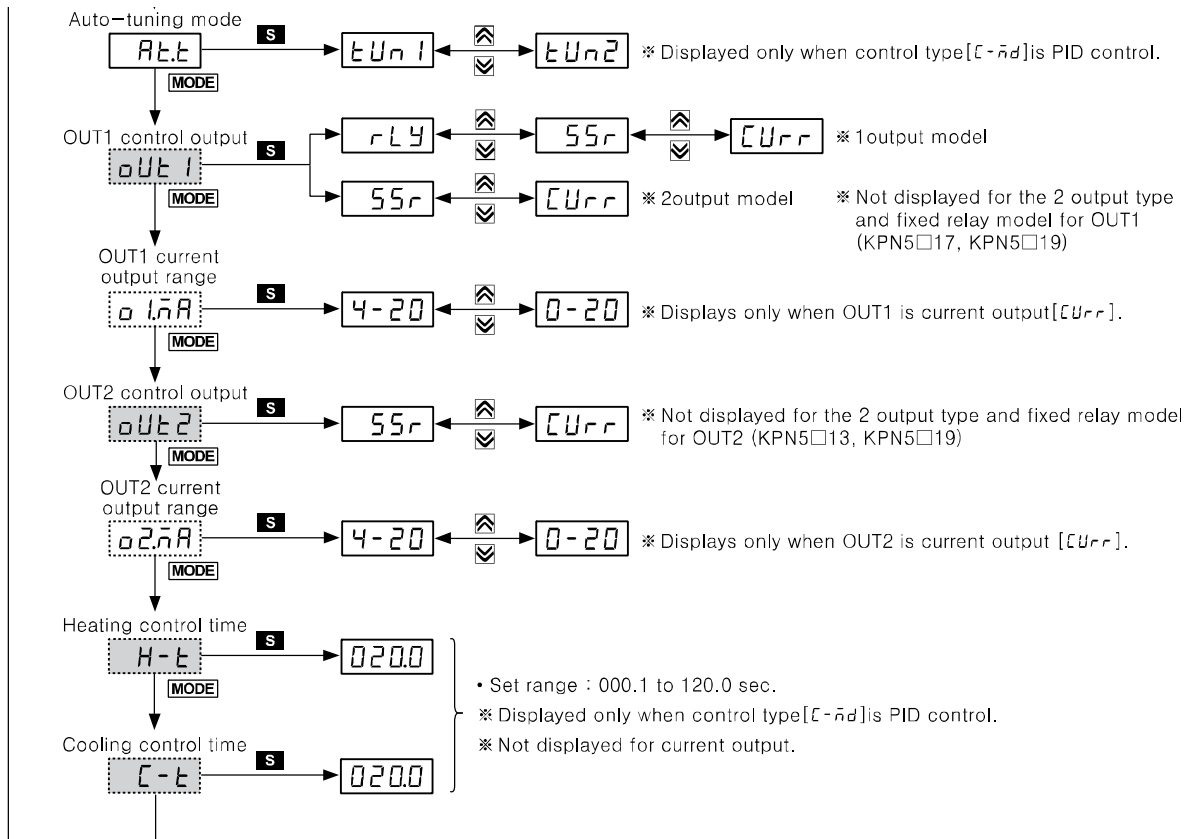 Auto-tuning mode
At.t S tUn1 tUn2 ※ Displayed only when control type[C-md]is PID control.
MODE
OUT1 control output
oUt1 S rLY SSr CUrr ※ 1output model
MODE
SSr CUrr ※ 2output model
※ Not displayed for the 2 output type
and fixed relay model for OUT1
(KPN5□17, KPN5□19)
OUT1 current
output range
o1.mA S 4-20 0-20 ※ Displays only when OUT1 is current output[CUrr].
MODE
OUT2 control output
oUt2 S SSr CUrr ※ Not displayed for the 2 output type and fixed relay model
for OUT2 (KPN5□13, KPN5□19)
MODE
OUT2 current
output range
o2.mA S 4-20 0-20 ※ Displays only when OUT2 is current output [CUrr].
MODE
Heating control time
H-t S 020.0
MODE
• Set range : 000.1 to 120.0 sec.
※ Displayed only when control type[C-md]is PID control.
※ Not displayed for current output.
Cooling control time
C-t S 020.0